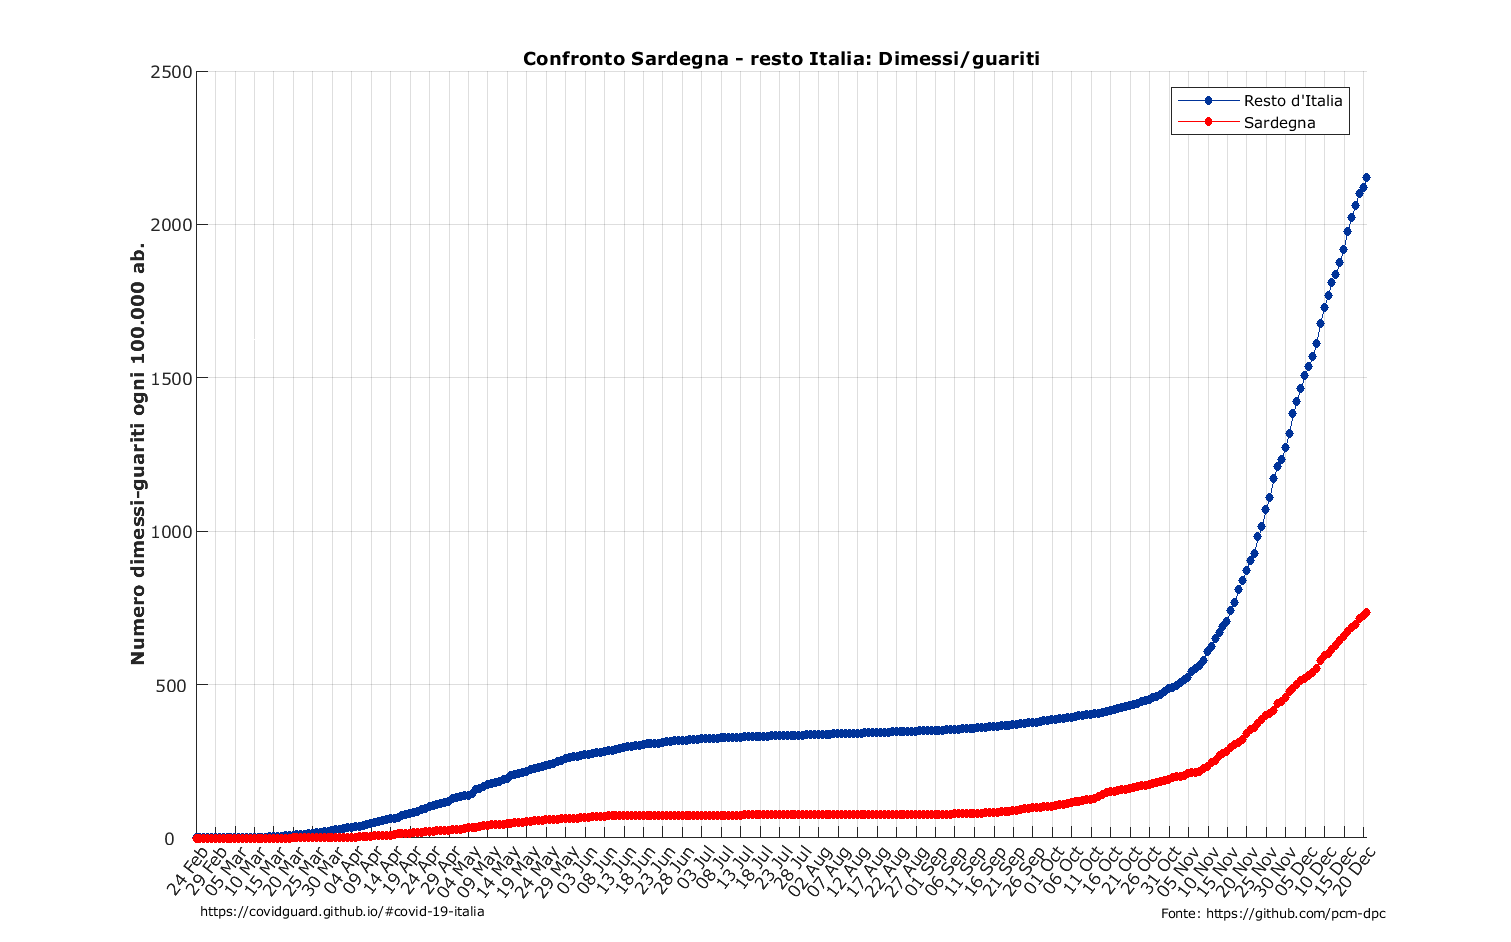 Confronto Sardegna - resto Italia: Dimessi/guariti
Numero dimessi-guariti ogni 100.000 ab.
2500
2000
1500
1000
500
0
Resto d'Italia
Sardegna
24 Feb
29 Feb
05 Mar
10 Mar
15 Mar
20 Mar
25 Mar
30 Mar
04 Apr
09 Apr
14 Apr
19 Apr
24 Apr
29 Apr
04 May
09 May
14 May
19 May
24 May
29 May
03 Jun
08 Jun
13 Jun
18 Jun
23 Jun
28 Jun
03 Jul
08 Jul
13 Jul
18 Jul
23 Jul
28 Jul
02 Aug
07 Aug
12 Aug
17 Aug
22 Aug
27 Aug
01 Sep
06 Sep
11 Sep
16 Sep
21 Sep
26 Sep
01 Oct
06 Oct
11 Oct
16 Oct
21 Oct
26 Oct
31 Oct
05 Nov
10 Nov
15 Nov
20 Nov
25 Nov
30 Nov
05 Dec
10 Dec
15 Dec
20 Dec
https://covidguard.github.io/#covid-19-italia
Fonte: https://github.com/pcm-dpc